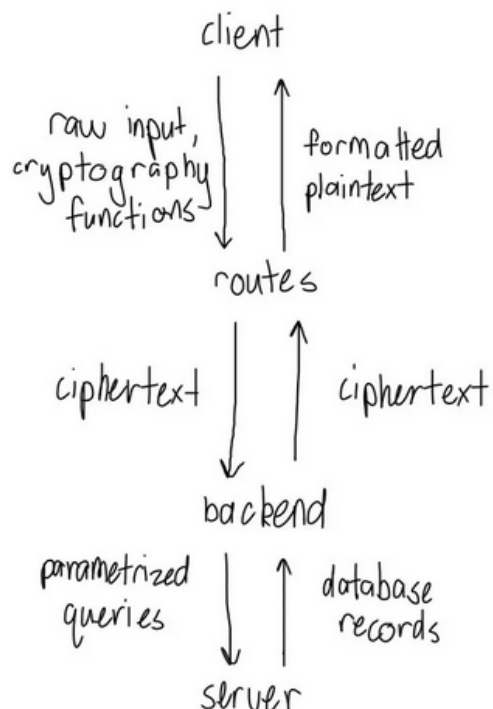 client
raw input,
cryptography
functions
formatted
plaintext
routes
ciphertext
ciphertext
backend
parametrized
queries
database
records
server